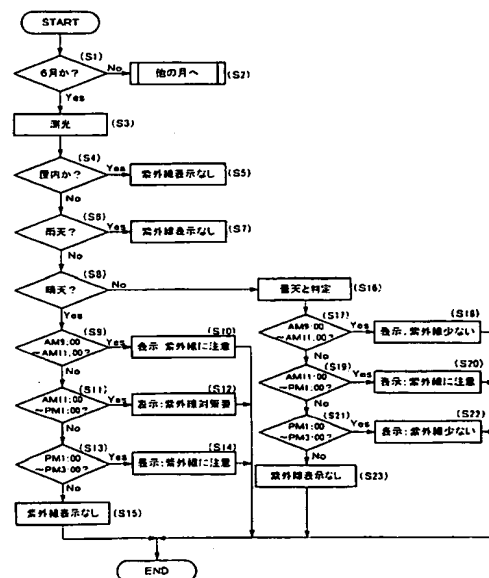 START
(S1)
6月か?
No
他の月へ
(S2)
Yes
測光
(S3)
(S4)
屋内か?
Yes
紫外線表示なし
(S5)
No
(S6)
雨天?
Yes
紫外線表示なし
(S7)
No
(S8)
晴天?
No
曇天と判定
(S16)
Yes
(S9)
AM9:00
~AM11:00?
Yes
(S10)
表示:紫外線に注意
No
(S11)
AM11:00
~PM1:00?
Yes
(S12)
表示:紫外線対策要
No
(S13)
PM1:00
~PM3:00?
Yes
(S14)
表示:紫外線に注意
No
紫外線表示なし
(S15)
(S17)
AM9:00
~AM11:00?
Yes
(S18)
表示:紫外線少ない
No
(S19)
AM11:00
~PM1:00?
Yes
(S20)
表示:紫外線に注意
No
(S21)
PM1:00
~PM3:00?
Yes
(S22)
表示:紫外線少ない
No
紫外線表示なし
(S23)
END